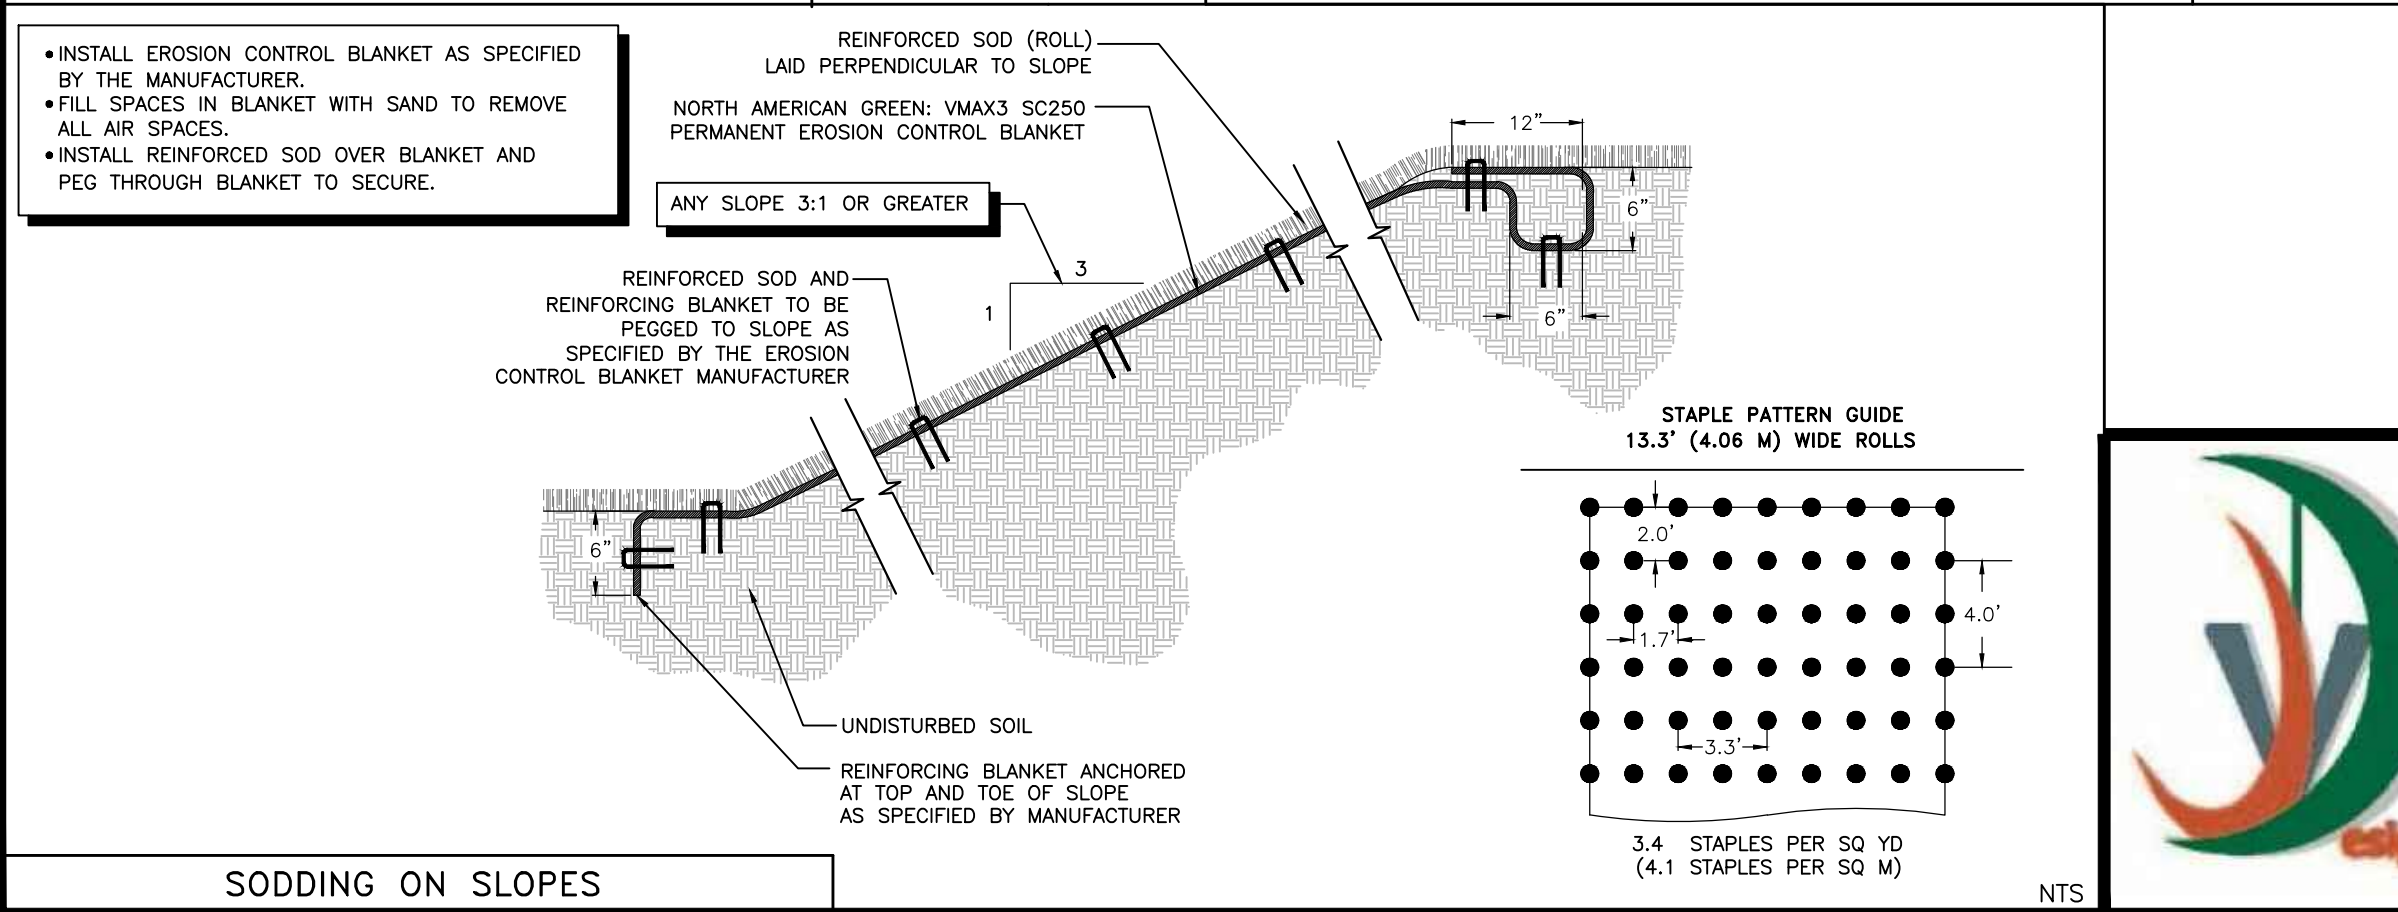 • INSTALL EROSION CONTROL BLANKET AS SPECIFIED
BY THE MANUFACTURER.
• FILL SPACES IN BLANKET WITH SAND TO REMOVE
ALL AIR SPACES.
• INSTALL REINFORCED SOD OVER BLANKET AND
PEG THROUGH BLANKET TO SECURE.
REINFORCED SOD (ROLL)
LAID PERPENDICULAR TO SLOPE
NORTH AMERICAN GREEN: VMAX3 SC250
PERMANENT EROSION CONTROL BLANKET
ANY SLOPE 3:1 OR GREATER
3
1
12"
6"
6"
REINFORCED SOD AND
REINFORCING BLANKET TO BE
PEGGED TO SLOPE AS
SPECIFIED BY THE EROSION
CONTROL BLANKET MANUFACTURER
6"
UNDISTURBED SOIL
REINFORCING BLANKET ANCHORED
AT TOP AND TOE OF SLOPE
AS SPECIFIED BY MANUFACTURER
STAPLE PATTERN GUIDE
13.3' (4.06 M) WIDE ROLLS
2.0'
4.0'
1.7'
3.3'
3.4 STAPLES PER SQ YD
(4.1 STAPLES PER SQ M)
SODDING ON SLOPES
NTS